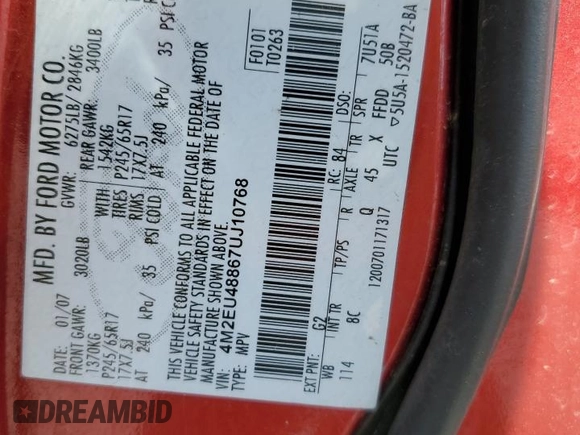 MFD. BY FORD MOTOR CO.
DATE: 01/07
GVWR: 6275LB/ 2846KG
FRONT GAWR: 3020LB
REAR GAWR: 3400LB
1370KG
1542KG
P245/65R17
TIRES P245/65R17
17X7.5J
RIMS 17X7.5J
AT 240 kPa/ 35 PSI COLD
AT 240 kPa/ 35 PSI COLD
THIS VEHICLE CONFORMS TO ALL APPLICABLE FEDERAL MOTOR
VEHICLE SAFETY STANDARDS IN EFFECT ON THE DATE OF
MANUFACTURE SHOWN ABOVE.
F0101
T0263
VIN: 4M2EU48867UJ10768
TYPE: MPV
EXT PNT: G2
RC: 84
DSO:
WB
INT TR
TP/PS
R
AXLE
TR
SPR
7U51A
114
8C
Q
45
X
FFDD
50B
1200701171317
UTC
▽5U5A-1520472-BA
DREAMBID